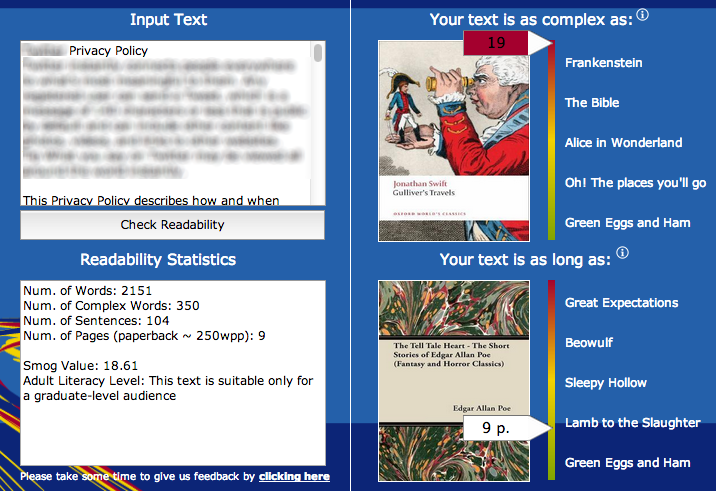 Input Text
Privacy Policy
This Privacy Policy describes how and when
Check Readability
Readability Statistics
Num. of Words: 2151
Num. of Complex Words: 350
Num. of Sentences: 104
Num. of Pages (paperback ~ 250wpp): 9
Smog Value: 18.61
Adult Literacy Level: This text is suitable only for
a graduate-level audience
Please take some time to give us feedback by clicking here
Your text is as complex as:
19
Jonathan Swift
Gulliver's Travels
OXFORD WORLD'S CLASSICS
Frankenstein
The Bible
Alice in Wonderland
Oh! The places you'll go
Green Eggs and Ham
Your text is as long as:
The Tell Tale Heart - The Short
Stories of Edgar Allan Poe
(Fantasy and Horror Classics)
Edgar Allan Poe
9 p.
Great Expectations
Beowulf
Sleepy Hollow
Lamb to the Slaughter
Green Eggs and Ham